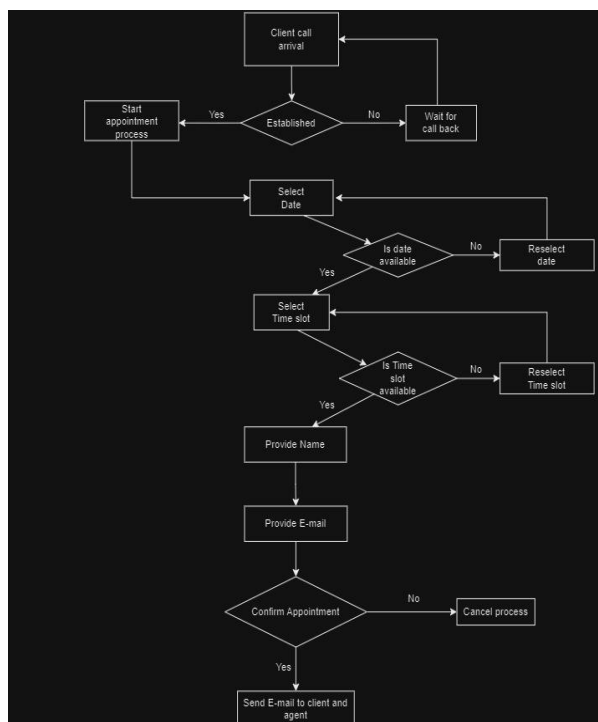 Client call
arrival
Start
appointment
process
Yes
Established
No
Wait for
call back
Select
Date
Is date
available
No
Reselect
date
Yes
Select
Time slot
Is Time
slot
available
No
Reselect
Time slot
Yes
Provide Name
Provide E-mail
Confirm Appointment
No
Cancel process
Yes
Send E-mail to client and
agent